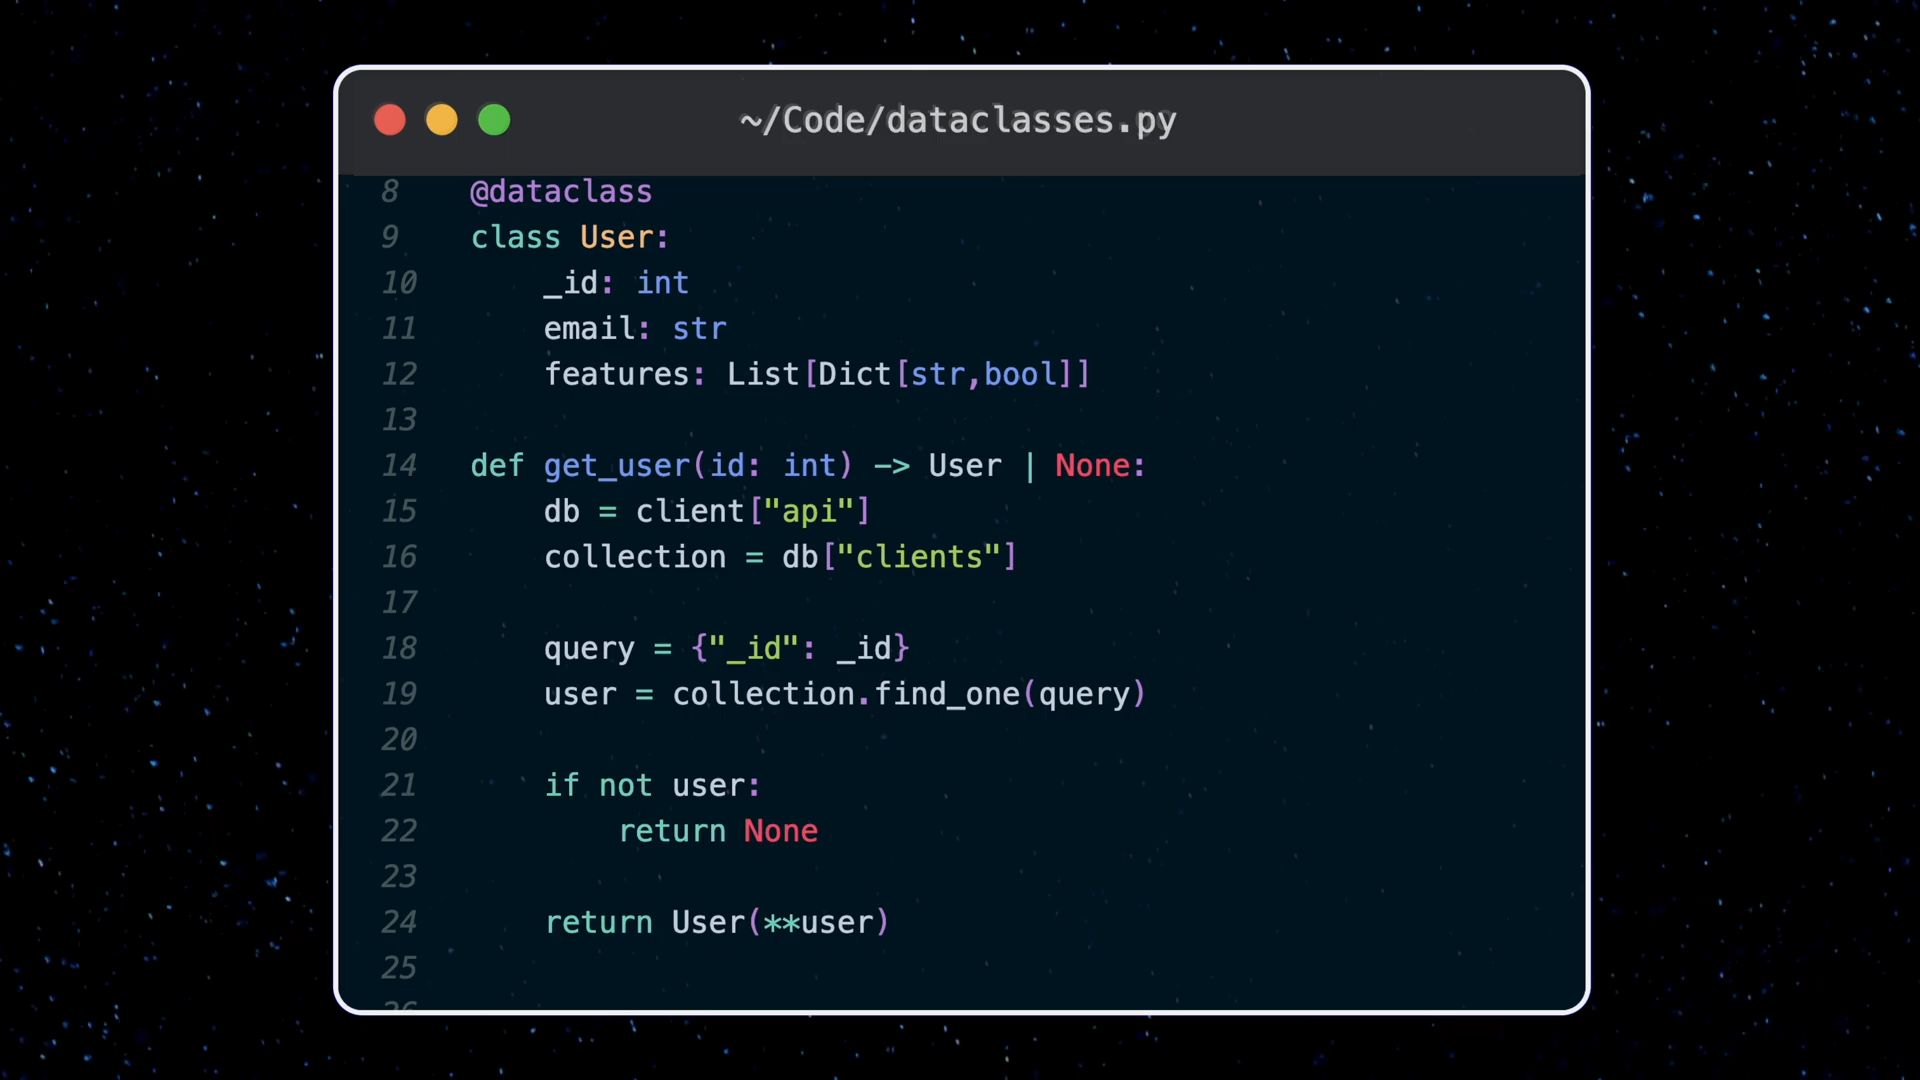 ~/Code/dataclasses.py
8 @dataclass
9 class User:
10 _id: int
11 email: str
12 features: List[Dict[str,bool]]
13
14 def get_user(id: int) -> User | None:
15 db = client["api"]
16 collection = db["clients"]
17
18 query = {"_id": _id}
19 user = collection.find_one(query)
20
21 if not user:
22 return None
23
24 return User(**user)
25